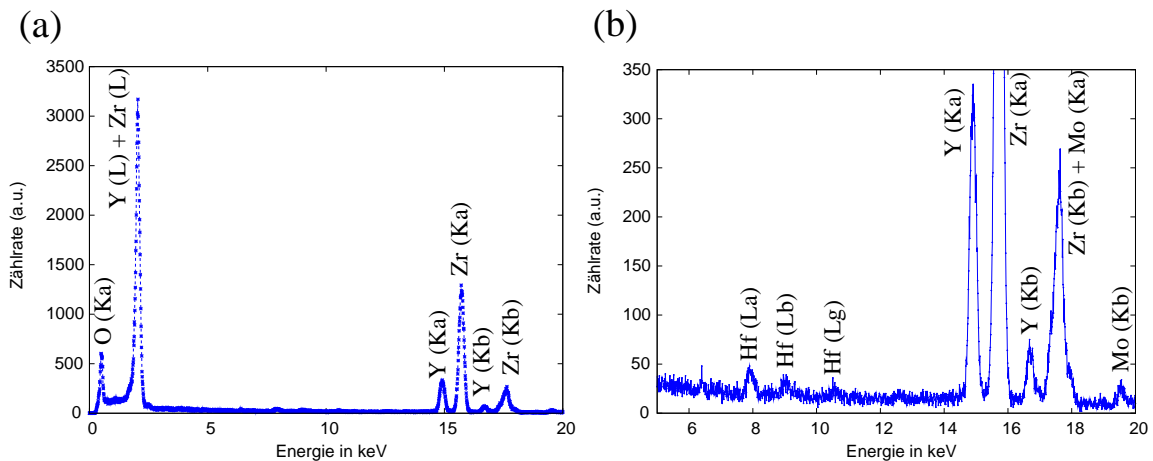 (a)
3500
3000
2500
2000
1500
1000
500
0
Zählrate (a.u.)
O (Ka)
Y (L) + Zr (L)
Y (Ka)
Zr (Ka)
Y (Kb)
Zr (Kb)
0 5 10 15 20
Energie in keV
(b)
350
300
250
200
150
100
50
0
Zählrate (a.u.)
Hf (La)
Hf (Lb)
Hf (Lg)
Y (Ka)
Zr (Ka)
Y (Kb)
Zr (Kb) + Mo (Ka)
Mo (Kb)
6 8 10 12 14 16 18 20
Energie in keV